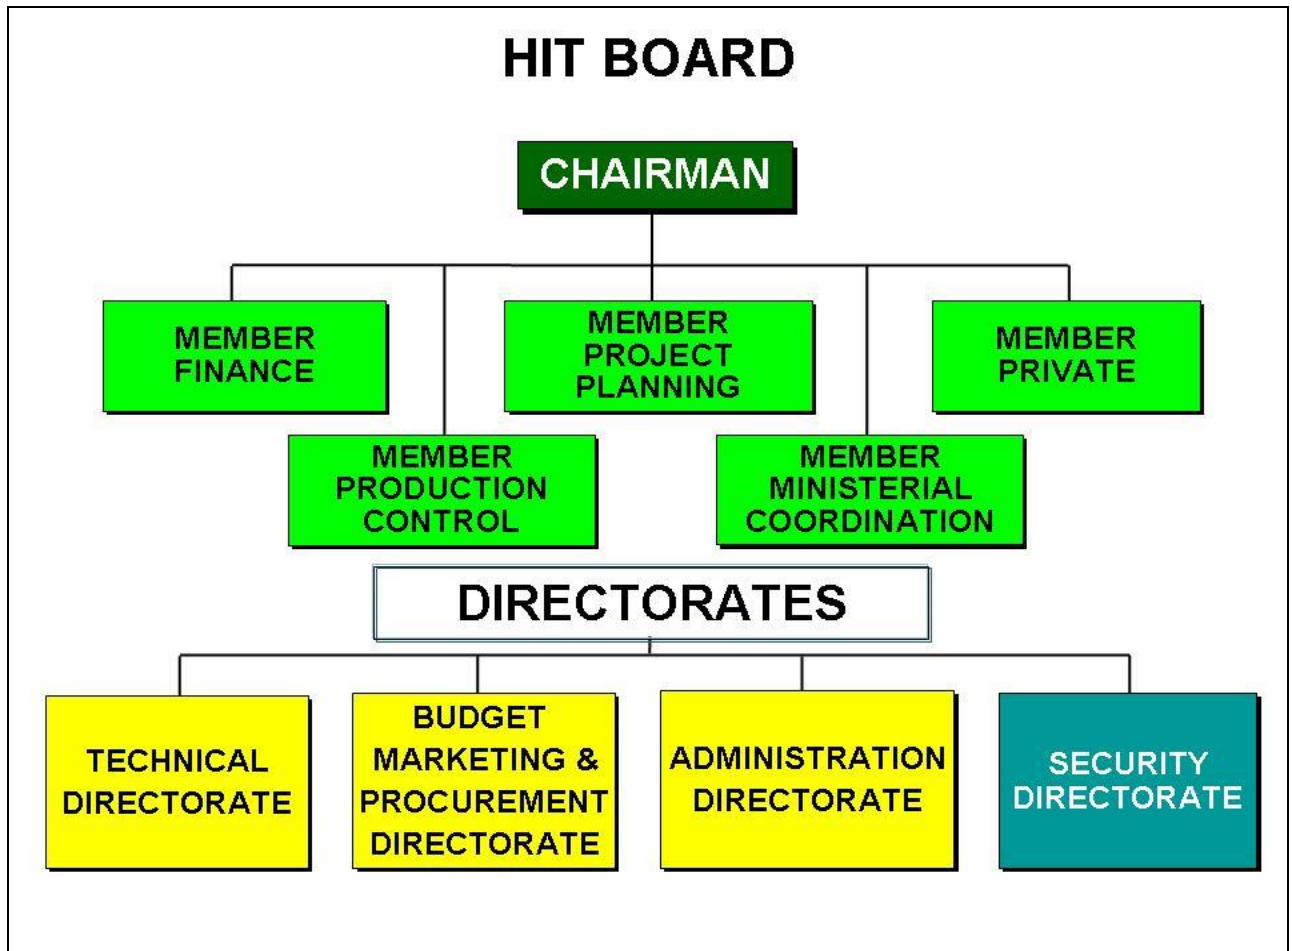 HIT BOARD
CHAIRMAN
MEMBER
FINANCE
MEMBER
PROJECT
PLANNING
MEMBER
PRIVATE
MEMBER
PRODUCTION
CONTROL
MEMBER
MINISTERIAL
COORDINATION
DIRECTORATES
TECHNICAL
DIRECTORATE
BUDGET
MARKETING &
PROCUREMENT
DIRECTORATE
ADMINISTRATION
DIRECTORATE
SECURITY
DIRECTORATE